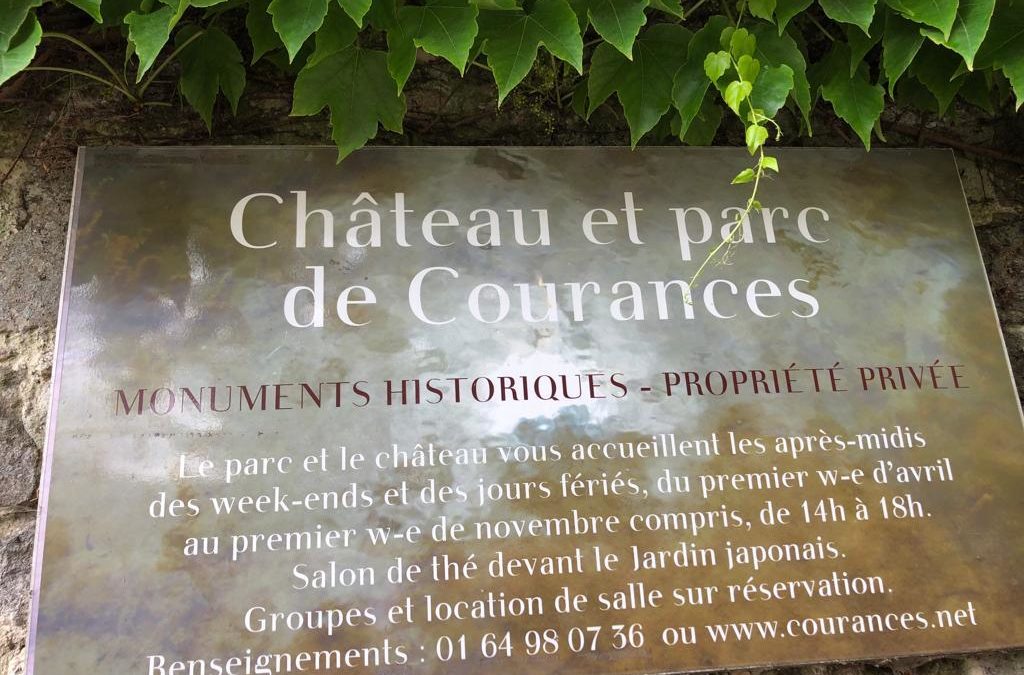 Château et parc
de Courances
MONUMENTS HISTORIQUES - PROPRIÉTÉ PRIVÉE
Le parc et le château vous accueillent les après-midis
des week-ends et des jours fériés, du premier w-e d'avril
au premier w-e de novembre compris, de 14h à 18h.
Salon de thé devant le Jardin japonais.
Groupes et location de salle sur réservation.
Renseignements : 01 64 98 07 36 ou www.courances.net